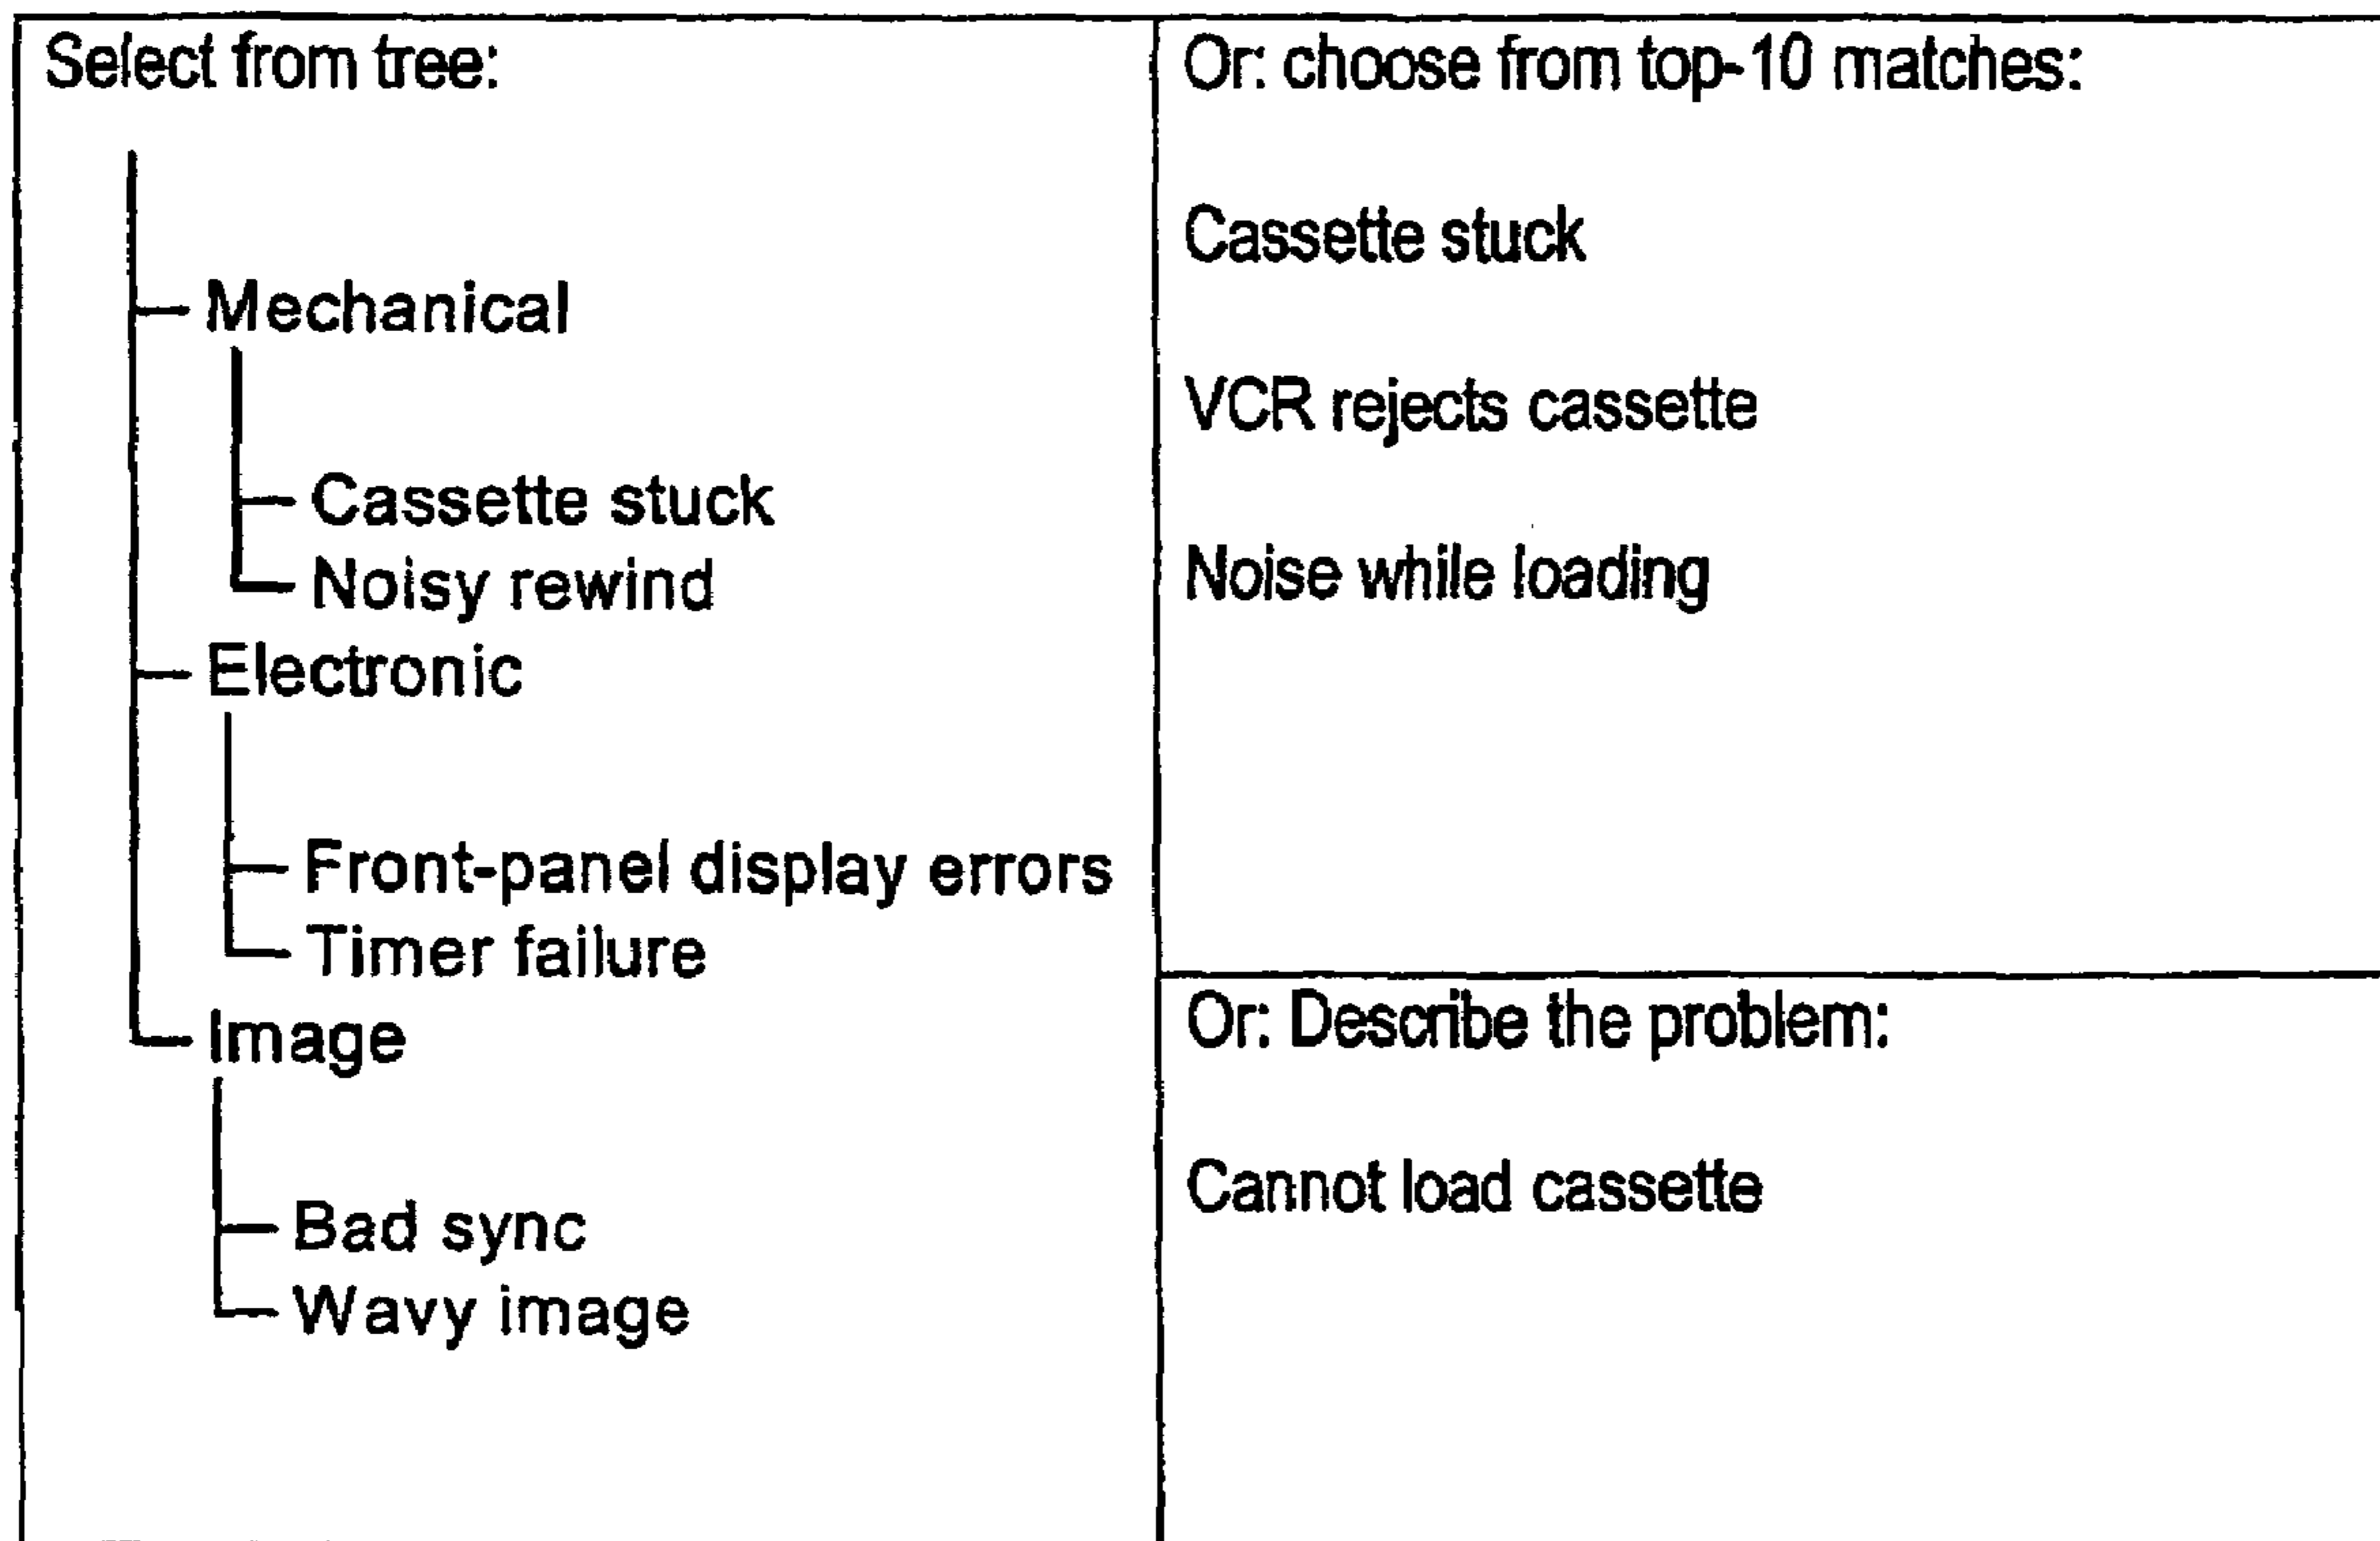 Select from tree:
Mechanical
Cassette stuck
Noisy rewind
Electronic
Front-panel display errors
Timer failure
Image
Bad sync
Wavy image
Or: choose from top-10 matches:
Cassette stuck
VCR rejects cassette
Noise while loading
Or: Describe the problem:
Cannot load cassette